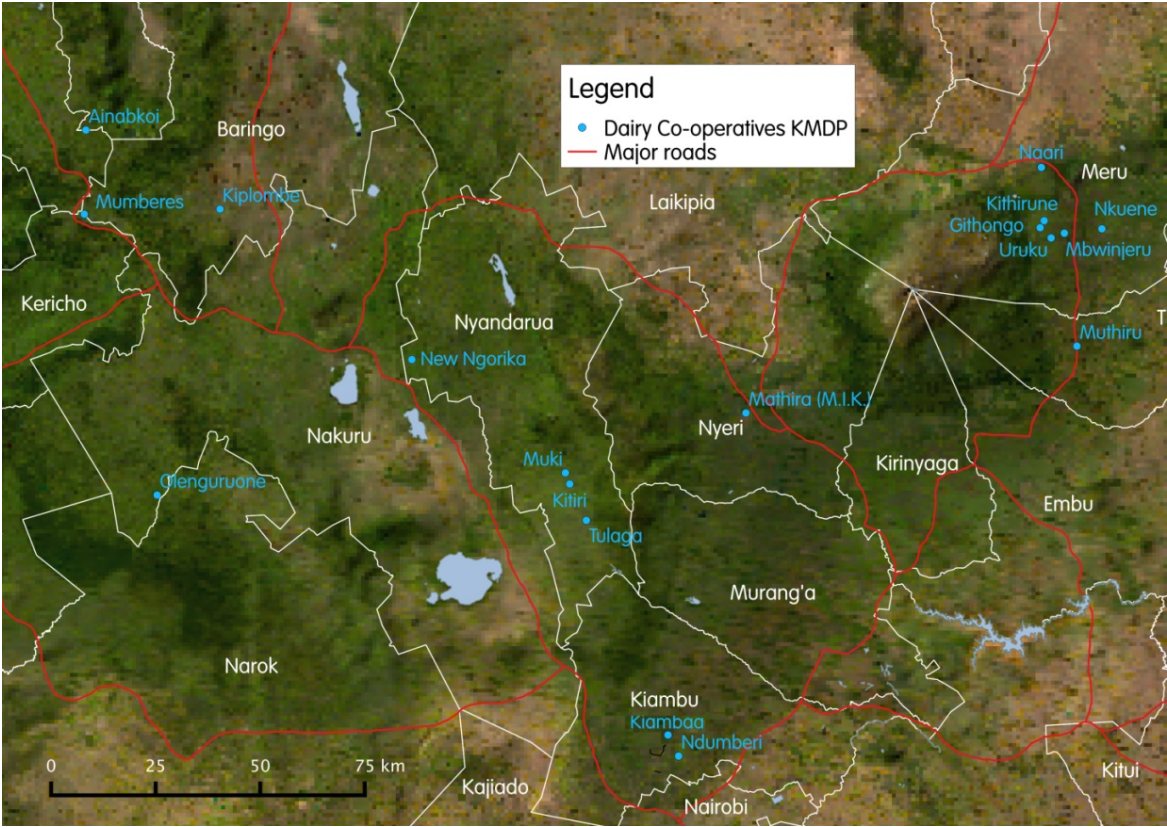 Legend
Dairy Co-operatives KMDP
Major roads
Ainabkoi
Baringo
Naari
Meru
Mumberes
Kiplombe
Laikipia
Kithirune
Nkuene
Githongo
Uruku
Mbwinjeru
Kericho
Nyandarua
T
Muthiru
New Ngorika
Mathira (M.I.K.)
Nakuru
Nyeri
Muki
Kirinyaga
Olenguruone
Kitiri
Embu
Tulaga
Murang'a
Narok
Kiambu
Kiambaa
Ndumberi
0 25 50 75 km
Kajiado
Nairobi
Kitui